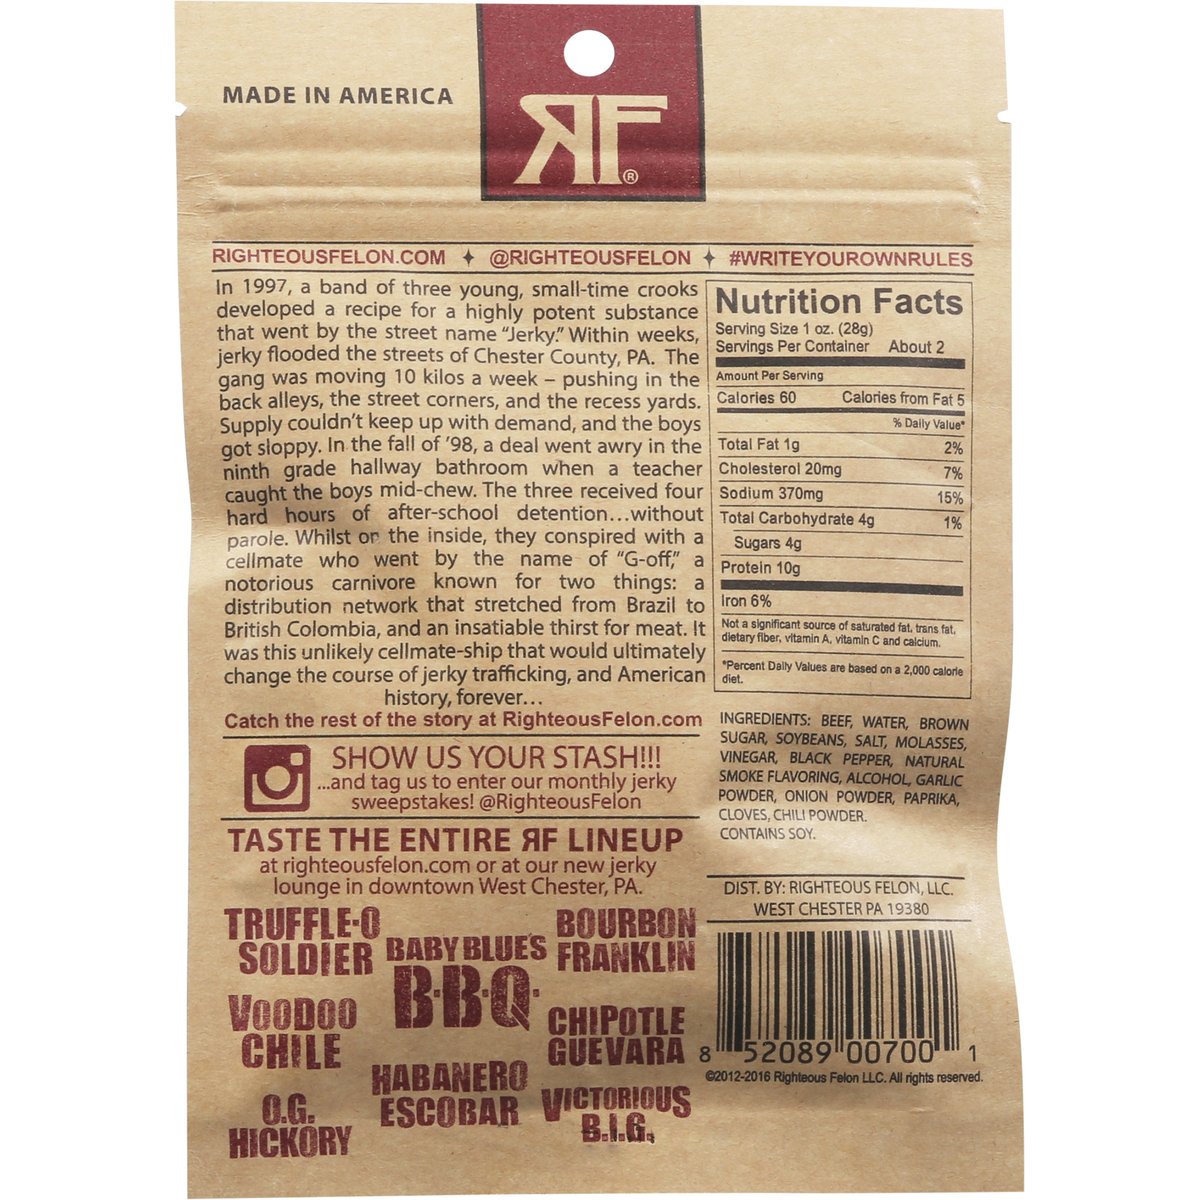 MADE IN AMERICA
RF®
RIGHTEOUSFELON.COM ✦ @RIGHTEOUSFELON ✦ #WRITEYOUROWNRULES
In 1997, a band of three young, small-time crooks
developed a recipe for a highly potent substance
that went by the street name “Jerky.” Within weeks,
jerky flooded the streets of Chester County, PA. The
gang was moving 10 kilos a week – pushing in the
back alleys, the street corners, and the recess yards.
Supply couldn’t keep up with demand, and the boys
got sloppy. In the fall of ’98, a deal went awry in the
ninth grade hallway bathroom when a teacher
caught the boys mid-chew. The three received four
hard hours of after-school detention…without
parole. Whilst on the inside, they conspired with a
cellmate who went by the name of “G-off,” a
notorious carnivore known for two things: a
distribution network that stretched from Brazil to
British Colombia, and an insatiable thirst for meat. It
was this unlikely cellmate-ship that would ultimately
change the course of jerky trafficking, and American
history, forever…
Catch the rest of the story at RighteousFelon.com
SHOW US YOUR STASH!!!
...and tag us to enter our monthly jerky
sweepstakes! @RighteousFelon
TASTE THE ENTIRE RF LINEUP
at righteousfelon.com or at our new jerky
lounge in downtown West Chester, PA.
TRUFFLE-O
SOLDIER
BABY BLUE'S
B·B·Q·
BOURBON
FRANKLIN
VOODOO
CHILE
CHIPOTLE
GUEVARA
HABANERO
ESCOBAR
O.G.
HICKORY
VICTORIOUS
B.I.G.
Nutrition Facts
Serving Size 1 oz. (28g)
Servings Per Container About 2
Amount Per Serving
Calories 60 Calories from Fat 5
% Daily Value*
Total Fat 1g 2%
Cholesterol 20mg 7%
Sodium 370mg 15%
Total Carbohydrate 4g 1%
Sugars 4g
Protein 10g
Iron 6%
Not a significant source of saturated fat, trans fat,
dietary fiber, vitamin A, vitamin C and calcium.
*Percent Daily Values are based on a 2,000 calorie
diet.
INGREDIENTS: BEEF, WATER, BROWN
SUGAR, SOYBEANS, SALT, MOLASSES,
VINEGAR, BLACK PEPPER, NATURAL
SMOKE FLAVORING, ALCOHOL, GARLIC
POWDER, ONION POWDER, PAPRIKA,
CLOVES, CHILI POWDER.
CONTAINS SOY.
DIST. BY: RIGHTEOUS FELON, LLC.
WEST CHESTER PA 19380
8 52089 00700 1
©2012-2016 Righteous Felon LLC. All rights reserved.